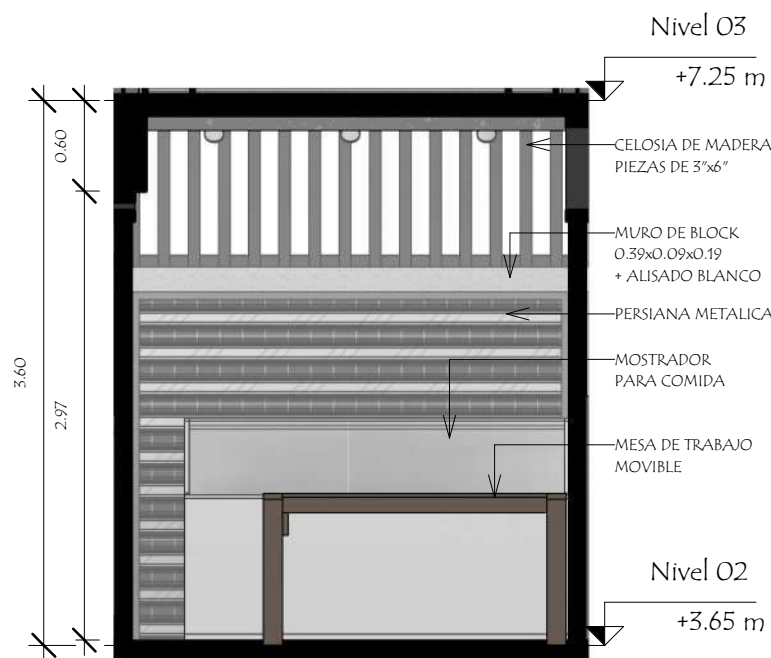 Nivel 03
+7.25 m
0.60
CELOSIA DE MADERA
PIEZAS DE 3"x6"
MURO DE BLOCK
0.39x0.09x0.19
+ ALISADO BLANCO
PERSIANA METALICA
3.60
2.97
MOSTRADOR
PARA COMIDA
MESA DE TRABAJO
MOVIBLE
Nivel 02
+3.65 m